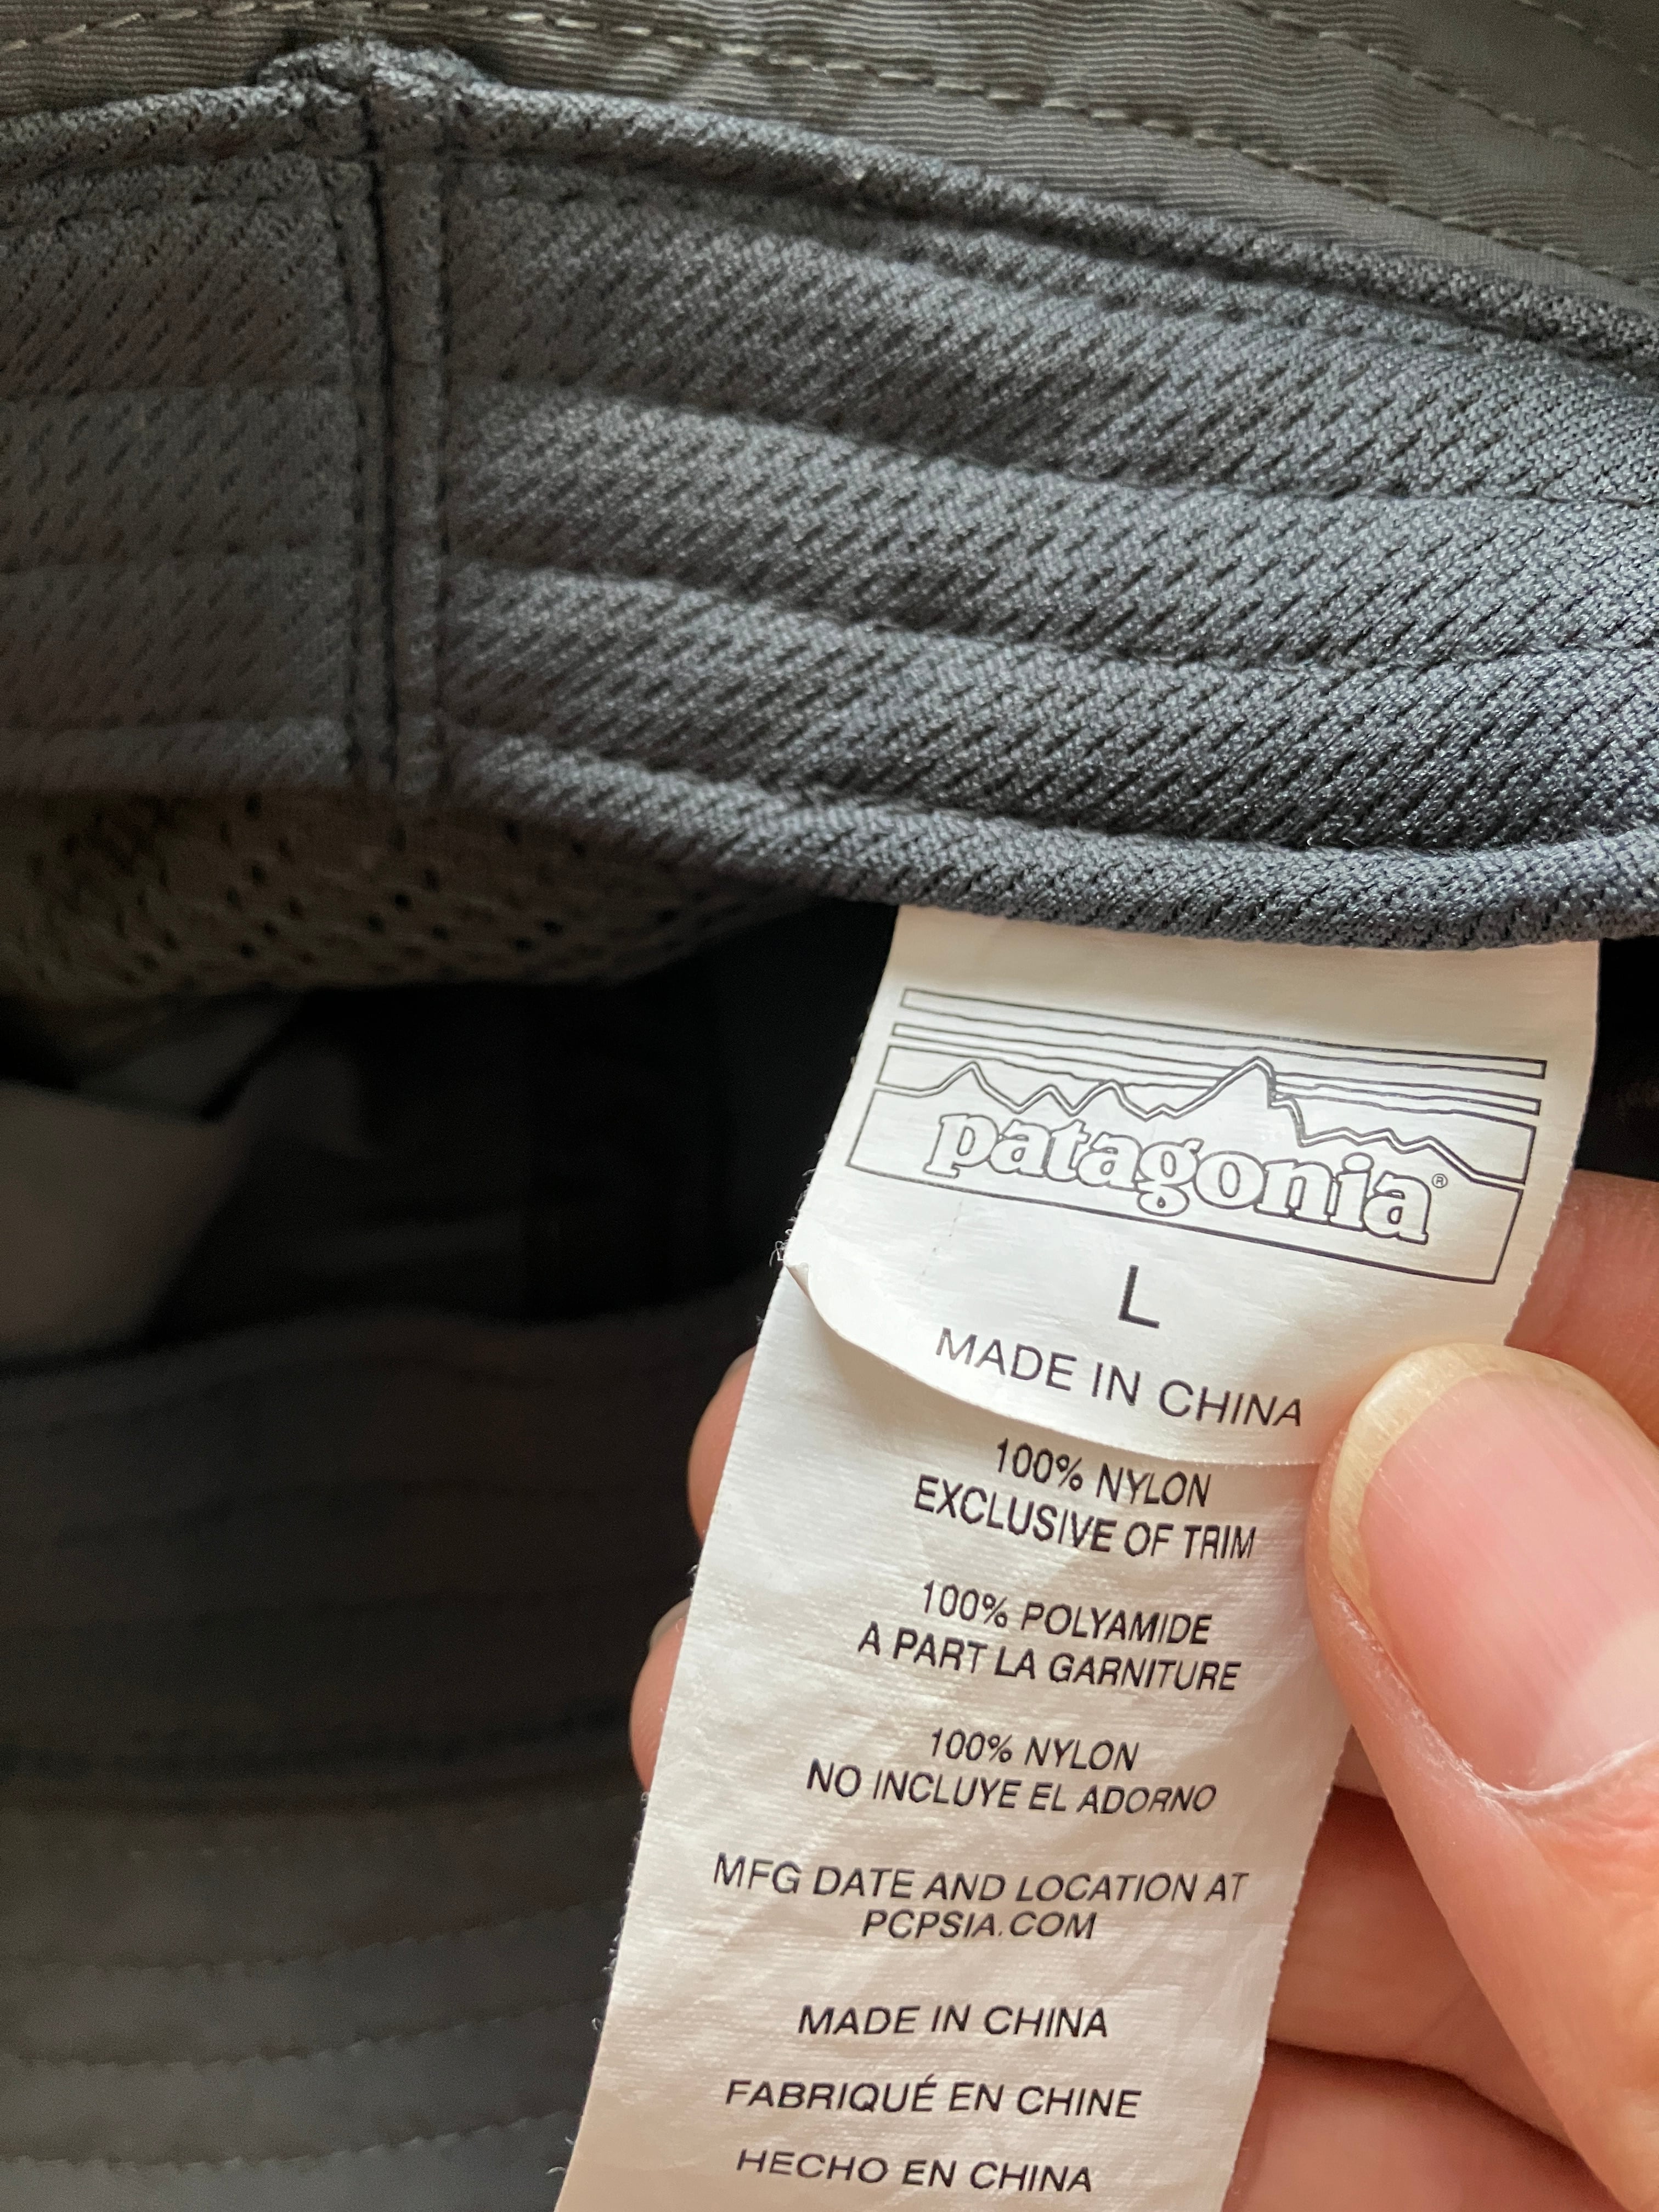 patagonia®
L
MADE IN CHINA
100% NYLON
EXCLUSIVE OF TRIM
100% POLYAMIDE
A PART LA GARNITURE
100% NYLON
NO INCLUYE EL ADORNO
MFG DATE AND LOCATION AT
PCPSIA.COM
MADE IN CHINA
FABRIQUÉ EN CHINE
HECHO EN CHINA